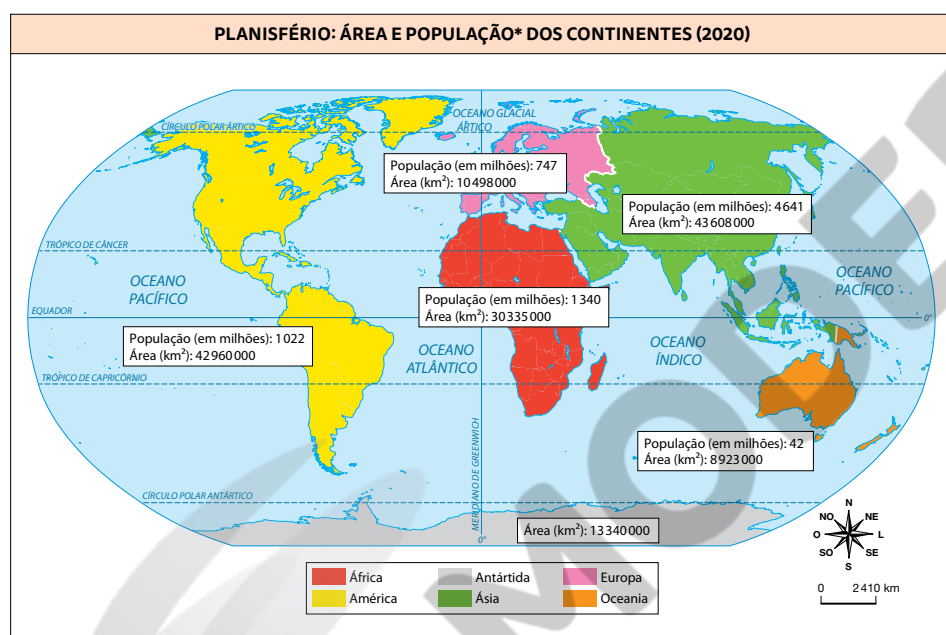 PLANISFÉRIO: ÁREA E POPULAÇÃO* DOS CONTINENTES (2020)
OCEANO GLACIAL
ÁRTICO
CÍRCULO POLAR ÁRTICO
População (em milhões): 747
Área (km²): 10 498 000
População (em milhões): 4 641
Área (km²): 43 608 000
TRÓPICO DE CÂNCER
OCEANO
PACÍFICO
OCEANO
PACÍFICO
População (em milhões): 1 340
Área (km²): 30 335 000
EQUADOR
0°
População (em milhões): 1 022
Área (km²): 42 960 000
OCEANO
ATLÂNTICO
OCEANO
ÍNDICO
TRÓPICO DE CAPRICÓRNIO
MERIDIANO DE GREENWICH
População (em milhões): 42
Área (km²): 8 923 000
CÍRCULO POLAR ANTÁRTICO
Área (km²): 13 340 000
0°
N
NO
NE
O
L
SO
SE
S
África
Antártida
Europa
América
Ásia
Oceania
0 2 410 km
MODE